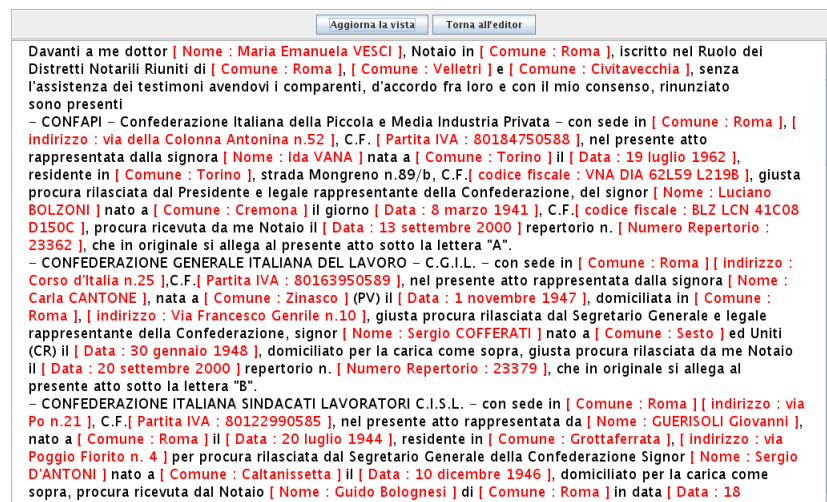 Aggiorna la vista Torna all'editor
Davanti a me dottor [ Nome : Maria Emanuela VESCI ], Notaio in [ Comune : Roma ], iscritto nel Ruolo dei
Distretti Notarili Riuniti di [ Comune : Roma ], [ Comune : Velletri ] e [ Comune : Civitavecchia ], senza
l'assistenza dei testimoni avendovi i comparenti, d'accordo fra loro e con il mio consenso, rinunziato
sono presenti
– CONFAPI – Confederazione Italiana della Piccola e Media Industria Privata – con sede in [ Comune : Roma ], [
indirizzo : via della Colonna Antonina n.52 ], C.F. [ Partita IVA : 80184750588 ], nel presente atto
rappresentata dalla signora [ Nome : Ida VANA ] nata a [ Comune : Torino ] il [ Data : 19 luglio 1962 ],
residente in [ Comune : Torino ], strada Mongreno n.89/b, C.F.[ codice fiscale : VNA DIA 62L59 L219B ], giusta
procura rilasciata dal Presidente e legale rappresentante della Confederazione, del signor [ Nome : Luciano
BOLZONI ] nato a [ Comune : Cremona ] il giorno [ Data : 8 marzo 1941 ], C.F.[ codice fiscale : BLZ LCN 41C08
D150C ], procura ricevuta da me Notaio il [ Data : 13 settembre 2000 ] repertorio n. [ Numero Repertorio :
23362 ], che in originale si allega al presente atto sotto la lettera "A".
– CONFEDERAZIONE GENERALE ITALIANA DEL LAVORO – C.G.I.L. – con sede in [ Comune : Roma ] [ indirizzo :
Corso d'Italia n.25 ],C.F.[ Partita IVA : 80163950589 ], nel presente atto rappresentata dalla signora [ Nome :
Carla CANTONE ], nata a [ Comune : Zinasco ] (PV) il [ Data : 1 novembre 1947 ], domiciliata in [ Comune :
Roma ], [ indirizzo : Via Francesco Genrile n.10 ], giusta procura rilasciata dal Segretario Generale e legale
rappresentante della Confederazione, signor [ Nome : Sergio COFFERATI ] nato a [ Comune : Sesto ] ed Uniti
(CR) il [ Data : 30 gennaio 1948 ], domiciliato per la carica come sopra, giusta procura rilasciata da me Notaio
il [ Data : 20 settembre 2000 ] repertorio n. [ Numero Repertorio : 23379 ], che in originale si allega al
presente atto sotto la lettera "B".
– CONFEDERAZIONE ITALIANA SINDACATI LAVORATORI C.I.S.L. – con sede in [ Comune : Roma ] [ indirizzo : via
Po n.21 ], C.F.[ Partita IVA : 80122990585 ], nel presente atto rappresentata da [ Nome : GUERISOLI Giovanni ],
nato a [ Comune : Roma ] il [ Data : 20 luglio 1944 ], residente in [ Comune : Grottaferrata ], [ indirizzo : via
Poggio Fiorito n. 4 ] per procura rilasciata dal Segretario Generale della Confederazione Signor [ Nome : Sergio
D'ANTONI ] nato a [ Comune : Caltanissetta ] il [ Data : 10 dicembre 1946 ], domiciliato per la carica come
sopra, procura ricevuta dal Notaio [ Nome : Guido Bolognesi ] di [ Comune : Roma ] in data [ Data : 18